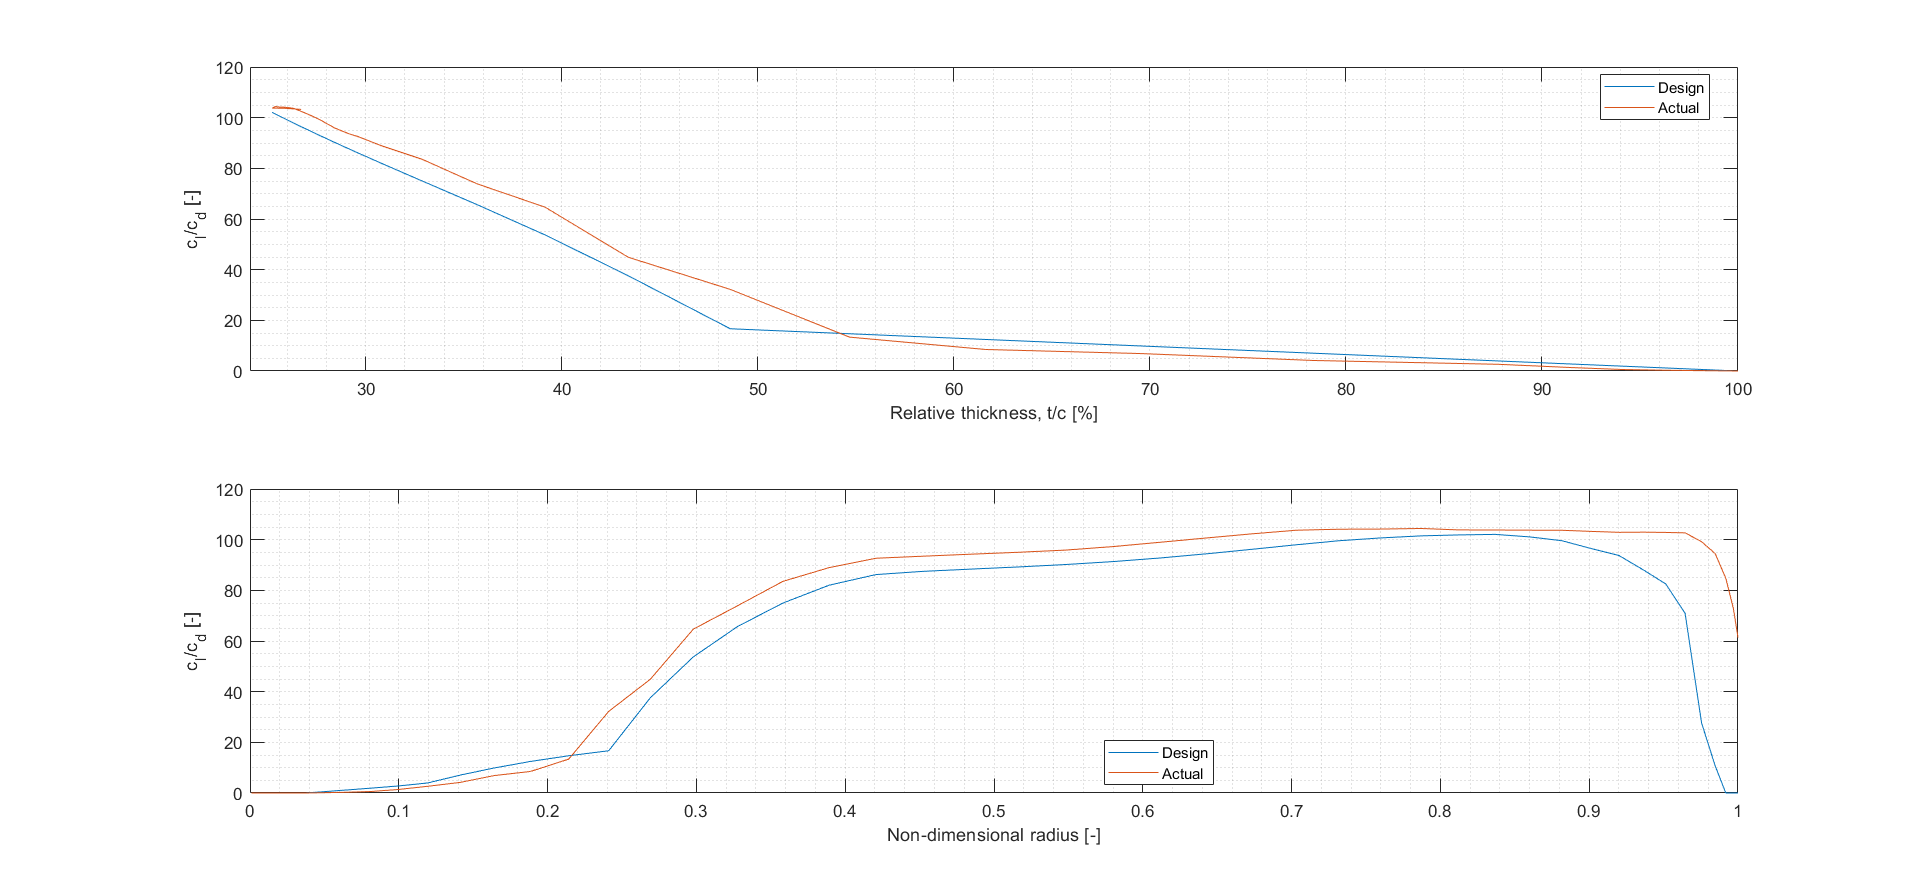 120
100
80
60
40
20
0
c_l/c_d [-]
Design
Actual
30 40 50 60 70 80 90 100
Relative thickness, t/c [%]
120
100
80
60
40
20
0
c_l/c_d [-]
Design
Actual
0 0.1 0.2 0.3 0.4 0.5 0.6 0.7 0.8 0.9 1
Non-dimensional radius [-]